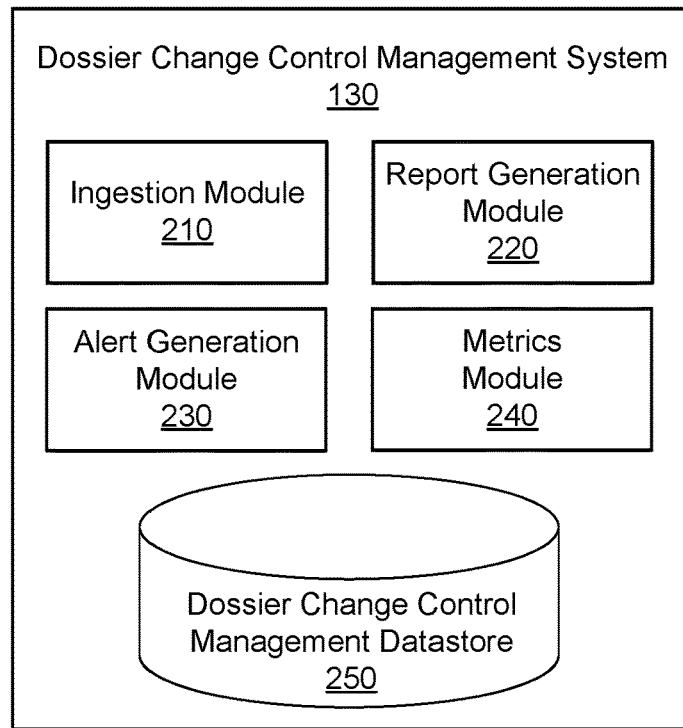 Dossier Change Control Management System
130
Ingestion Module
210
Report Generation
Module
220
Alert Generation
Module
230
Metrics
Module
240
Dossier Change Control
Management Datastore
250